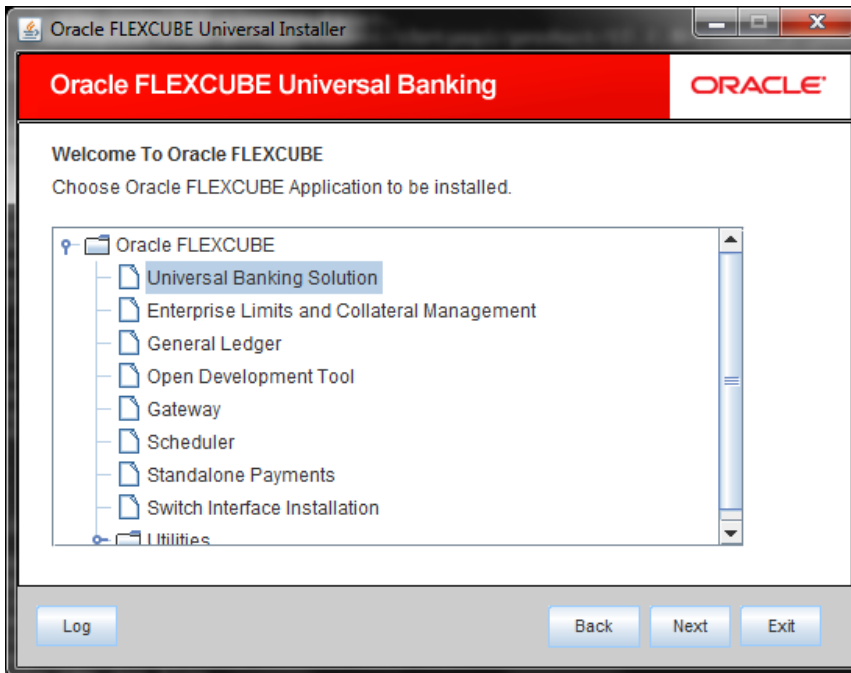 Oracle FLEXCUBE Universal Installer
Oracle FLEXCUBE Universal Banking
ORACLE
Welcome To Oracle FLEXCUBE
Choose Oracle FLEXCUBE Application to be installed.
Oracle FLEXCUBE
Universal Banking Solution
Enterprise Limits and Collateral Management
General Ledger
Open Development Tool
Gateway
Scheduler
Standalone Payments
Switch Interface Installation
Utilities
Log Back Next Exit